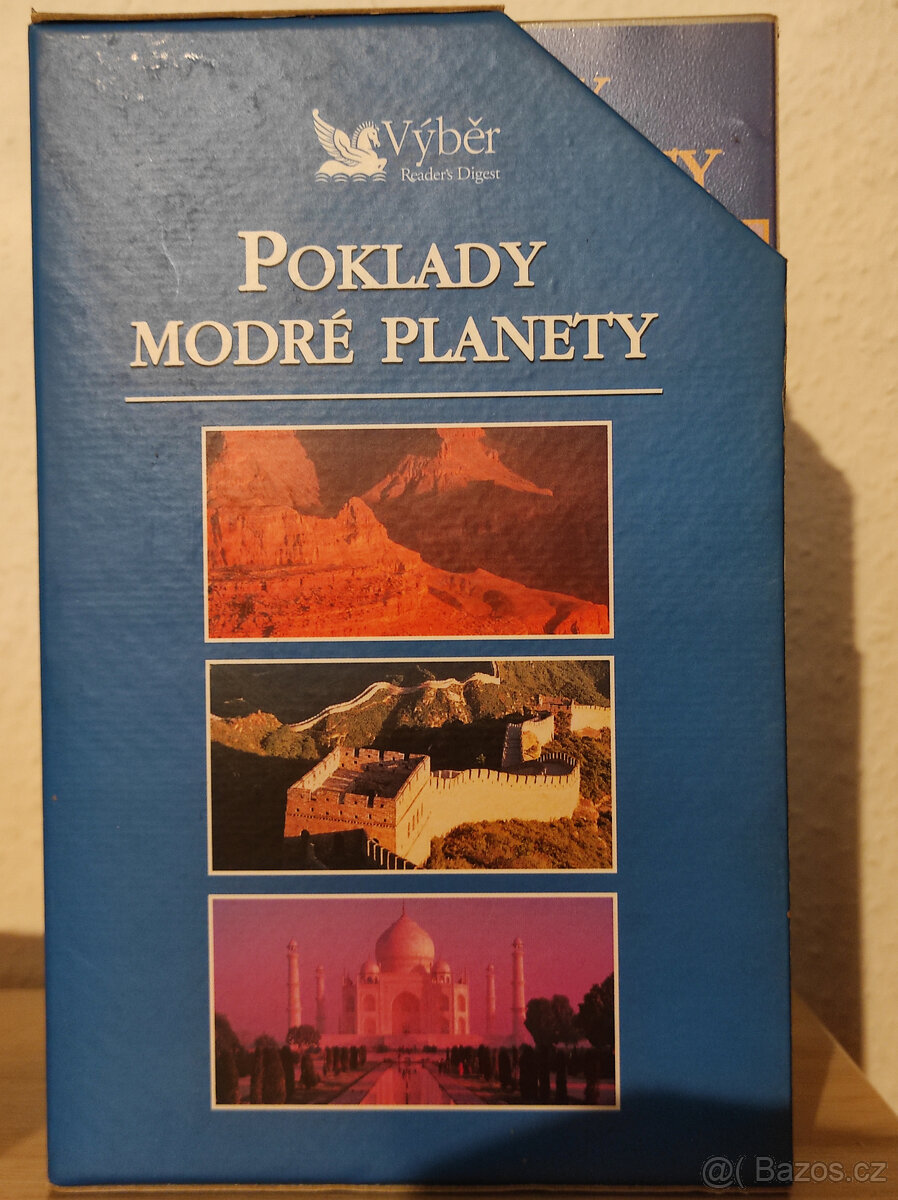 Výběr
Reader's Digest
POKLADY
MODRÉ PLANETY
@( Bazos.cz